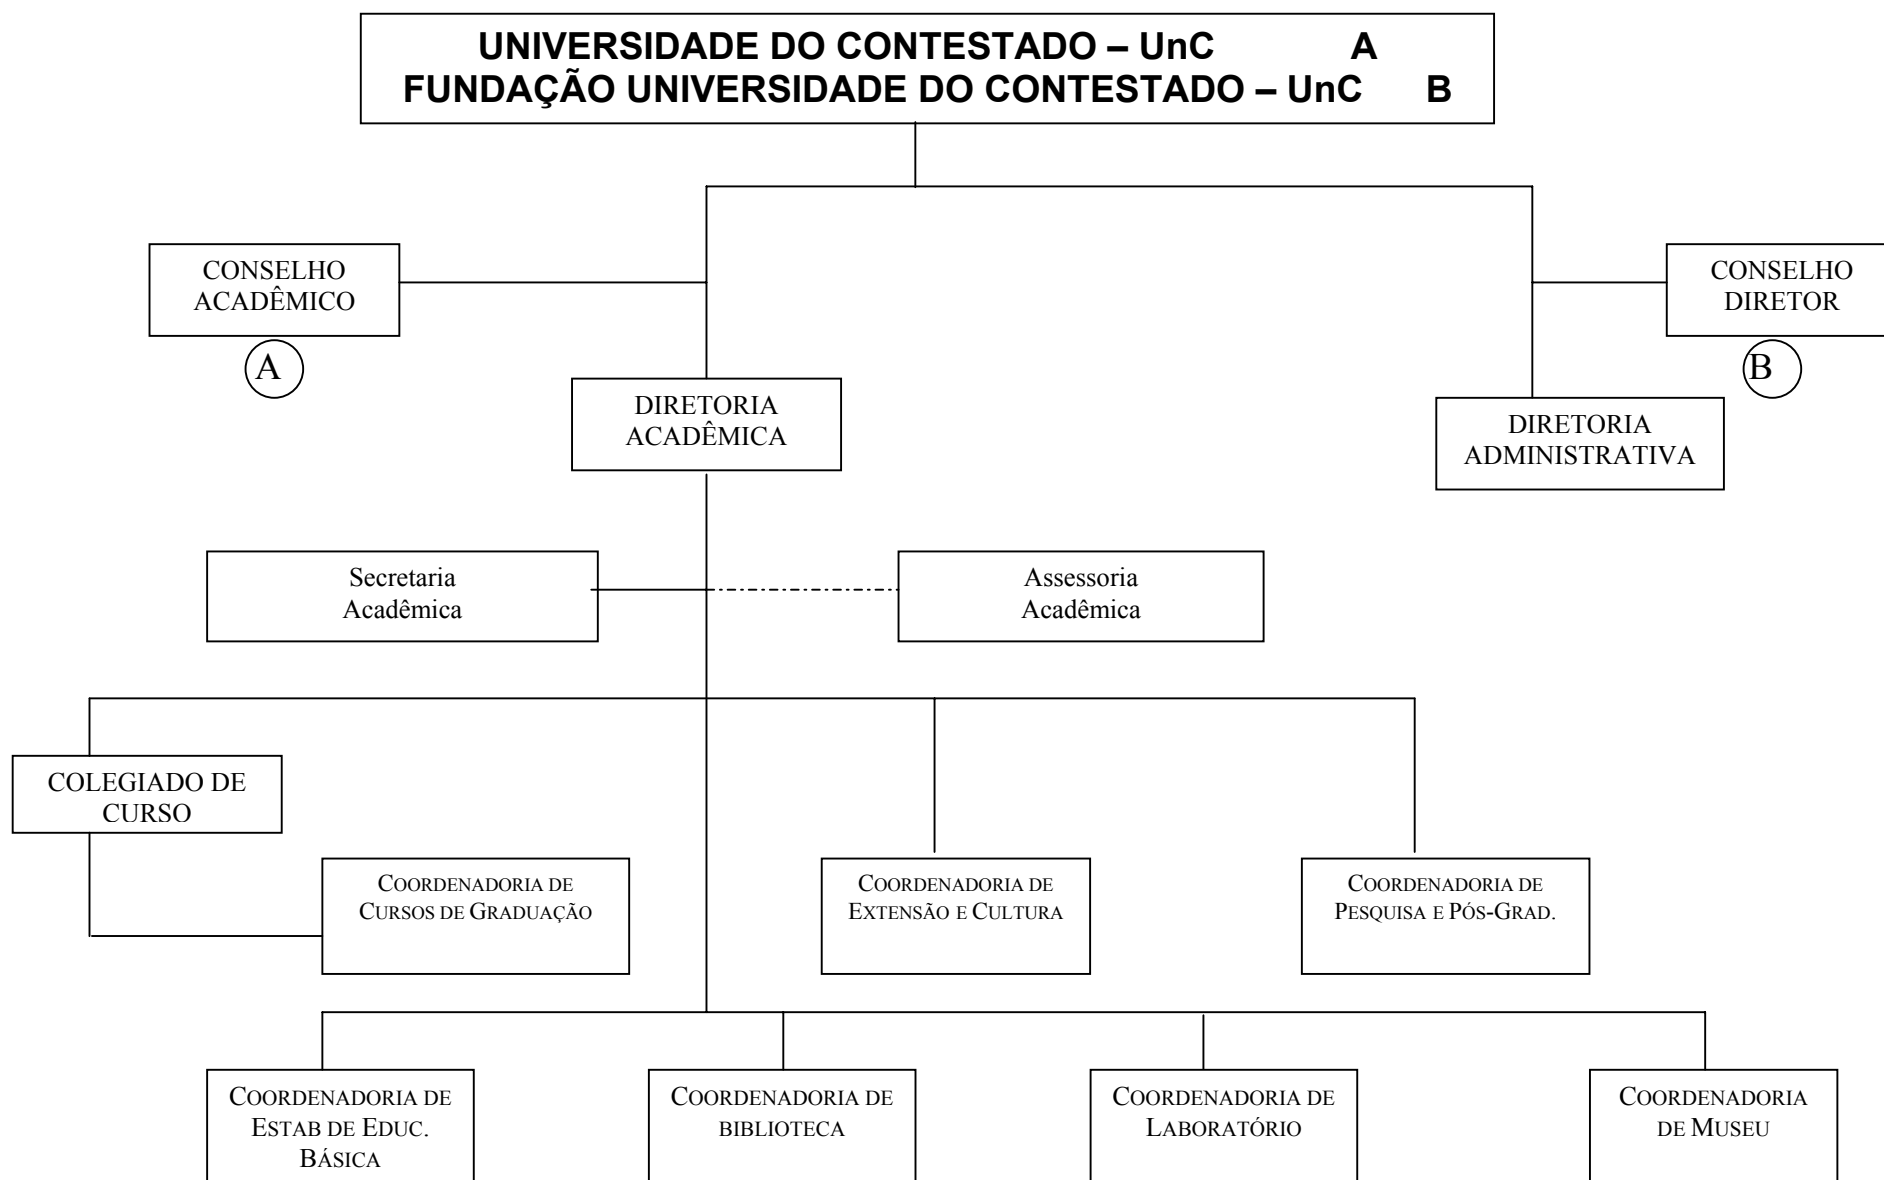 UNIVERSIDADE DO CONTESTADO – UnC A
FUNDAÇÃO UNIVERSIDADE DO CONTESTADO – UnC B
CONSELHO
ACADÊMICO
A
CONSELHO
DIRETOR
B
DIRETORIA
ACADÊMICA
DIRETORIA
ADMINISTRATIVA
Secretaria
Acadêmica
Assessoria
Acadêmica
COLEGIADO DE
CURSO
COORDENADORIA DE
CURSOS DE GRADUAÇÃO
COORDENADORIA DE
EXTENSÃO E CULTURA
COORDENADORIA DE
PESQUISA E PÓS-GRAD.
COORDENADORIA DE
ESTAB DE EDUC.
BÁSICA
COORDENADORIA DE
BIBLIOTECA
COORDENADORIA DE
LABORATÓRIO
COORDENADORIA
DE MUSEU